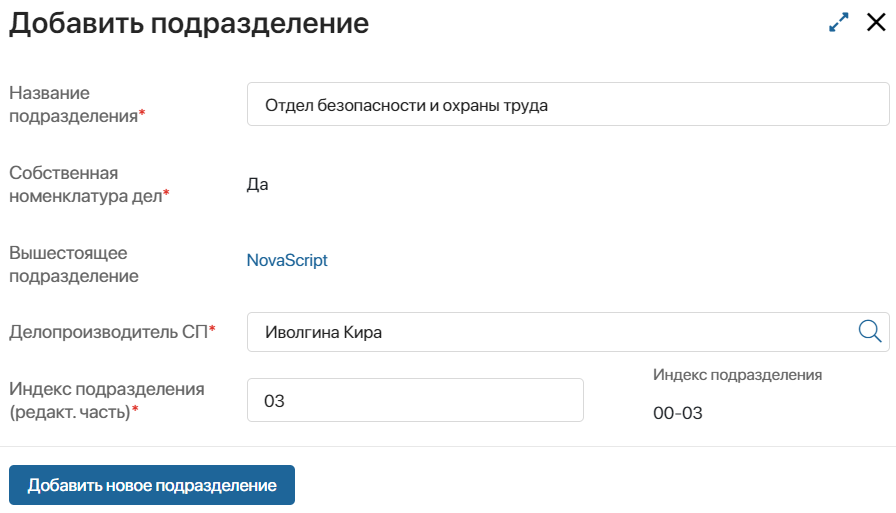 Добавить подразделение
Название
подразделения*
Отдел безопасности и охраны труда
Собственная
номенклатура дел*
Да
Вышестоящее
подразделение
NovaScript
Делопроизводитель СП*
Иволгина Кира
Индекс подразделения
(редакт. часть)*
03
Индекс подразделения
00-03
Добавить новое подразделение